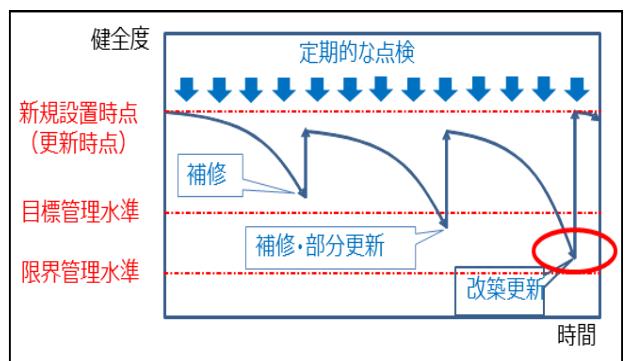 健全度
定期的な点検
新規設置時点
（更新時点）
補修
目標管理水準
補修・部分更新
限界管理水準
改築更新
時間